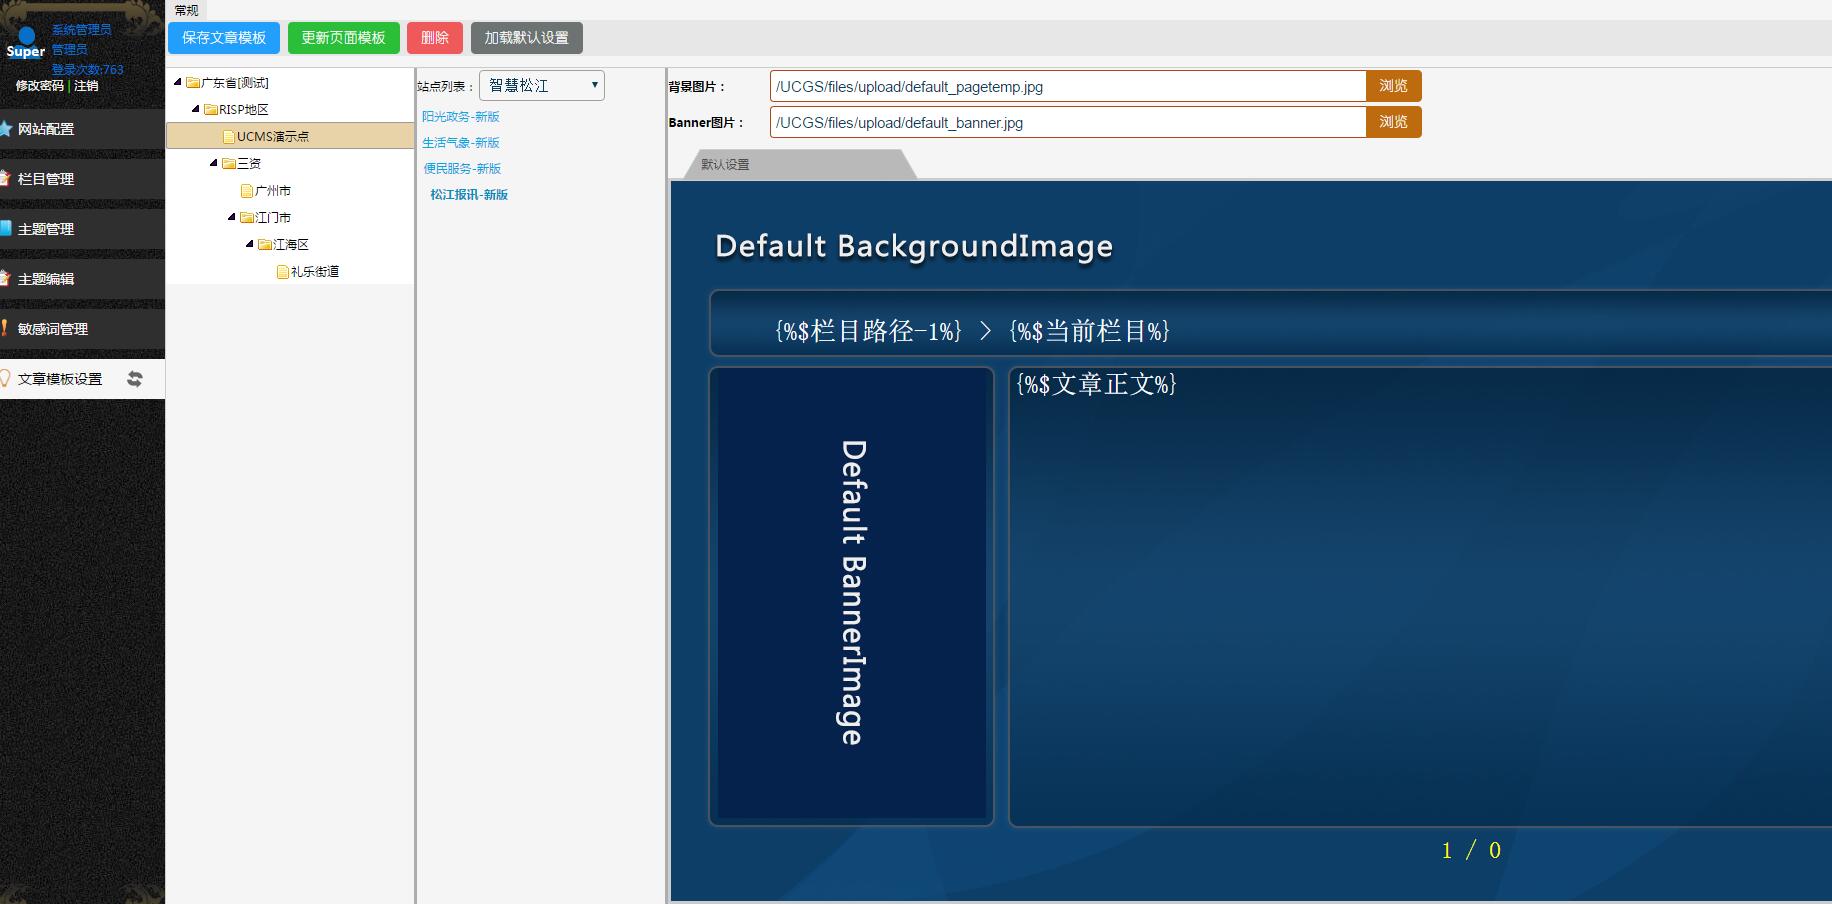 常规
系统管理员
管理员
登录次数:763
Super
修改密码 | 注销
网站配置
栏目管理
主题管理
主题编辑
敏感词管理
文章模板设置
保存文章模板 更新页面模板 删除 加载默认设置
广东省[测试]
RISP地区
UCMS演示点
三资
广州市
江门市
江海区
礼乐街道
站点列表： 智慧松江
阳光政务-新版
生活气象-新版
便民服务-新版
松江报讯-新版
背景图片： /UCGS/files/upload/default_pagetemp.jpg 浏览
Banner图片： /UCGS/files/upload/default_banner.jpg 浏览
默认设置
Default BackgroundImage
{%$栏目路径-1%} > {%$当前栏目%}
Default BannerImage
{%$文章正文%}
1 / 0